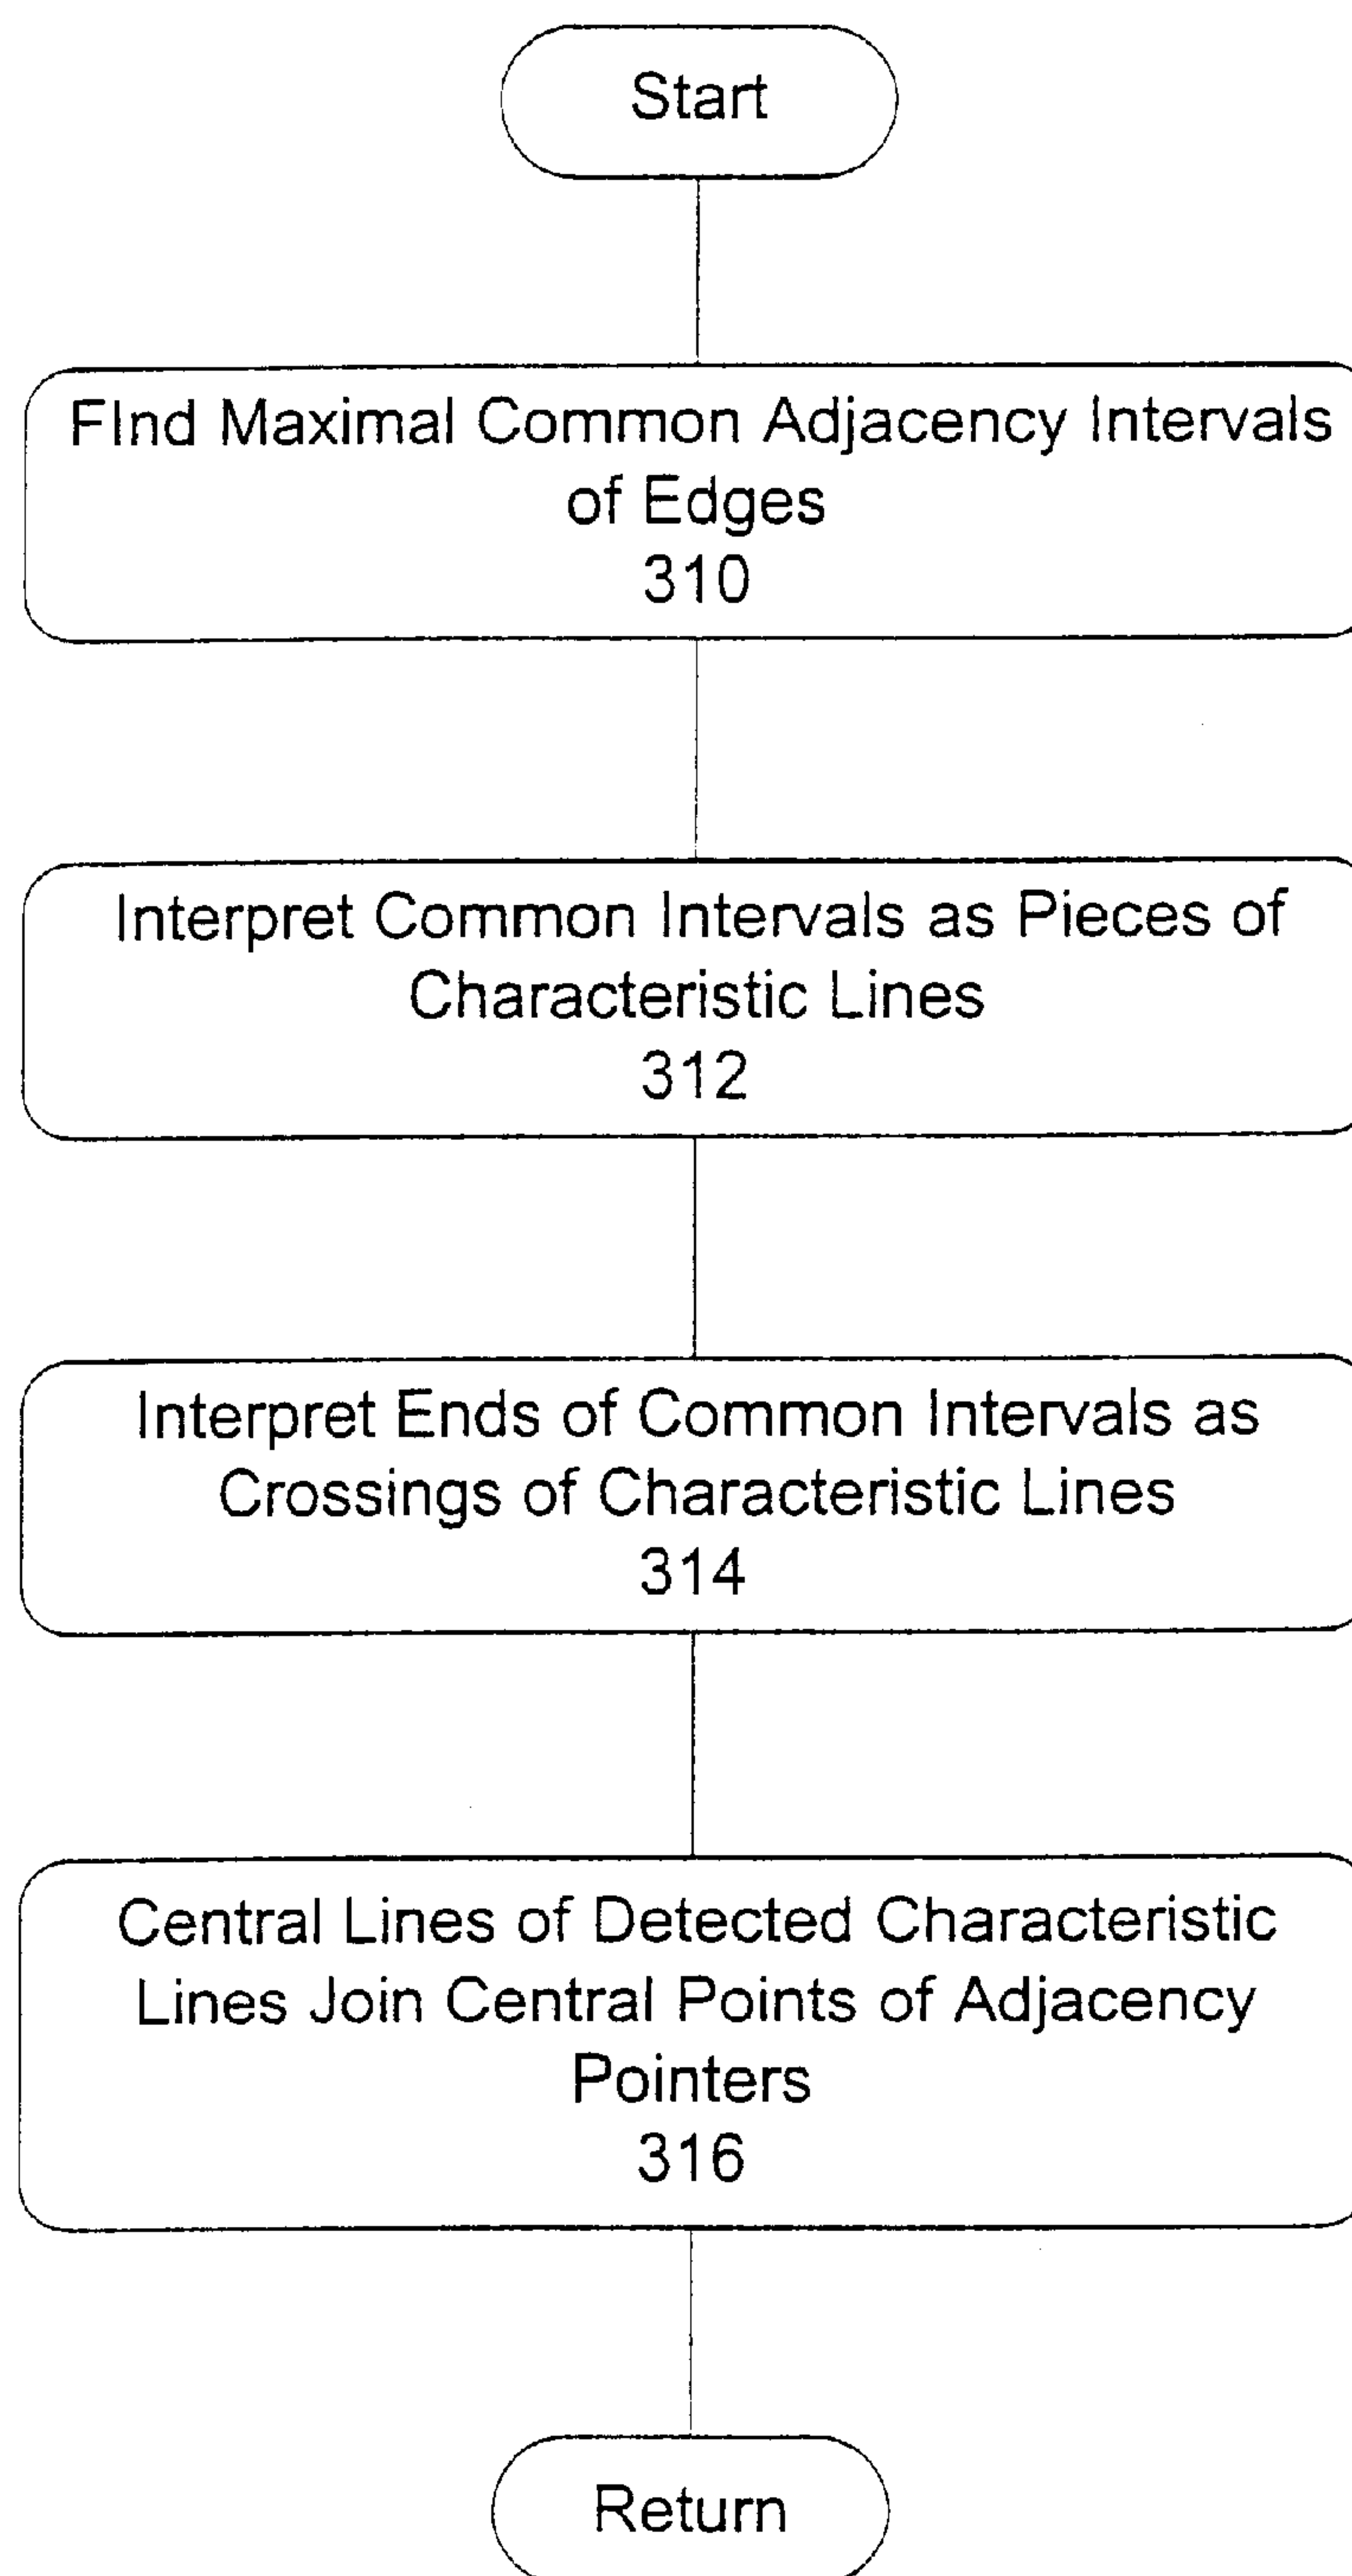 Start
FInd Maximal Common Adjacency Intervals
of Edges
310
Interpret Common Intervals as Pieces of
Characteristic Lines
312
Interpret Ends of Common Intervals as
Crossings of Characteristic Lines
314
Central Lines of Detected Characteristic
Lines Join Central Points of Adjacency
Pointers
316
Return